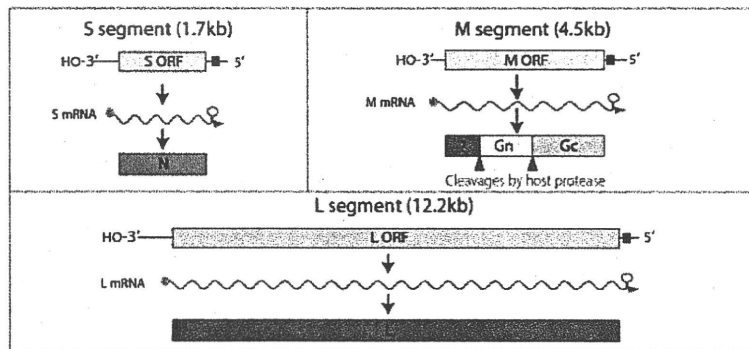 S segment (1.7kb)
HO-3' S ORF 5'
S mRNA
N
M segment (4.5kb)
HO-3' M ORF 5'
M mRNA
Gn Gc
Cleavages by host protease
L segment (12.2kb)
HO-3' L ORF 5'
L mRNA